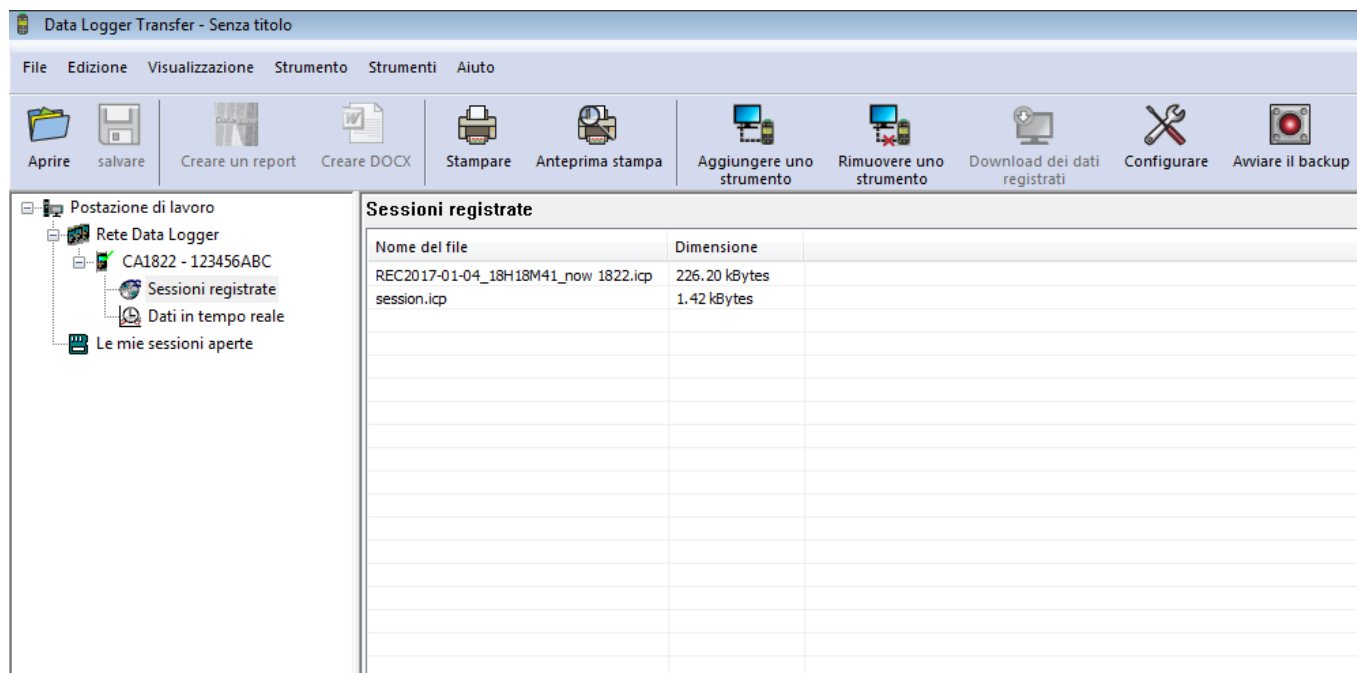 Data Logger Transfer - Senza titolo
File Edizione Visualizzazione Strumento Strumenti Aiuto
Aprire salvare Creare un report Creare DOCX Stampare Anteprima stampa Aggiungere uno strumento Rimuovere uno strumento Download dei dati registrati Configurare Avviare il backup
Postazione di lavoro
Rete Data Logger
CA1822 - 123456ABC
Sessioni registrate
Dati in tempo reale
Le mie sessioni aperte
Sessioni registrate
Nome del file Dimensione
REC2017-01-04_18H18M41_now 1822.icp 226.20 kBytes
session.icp 1.42 kBytes